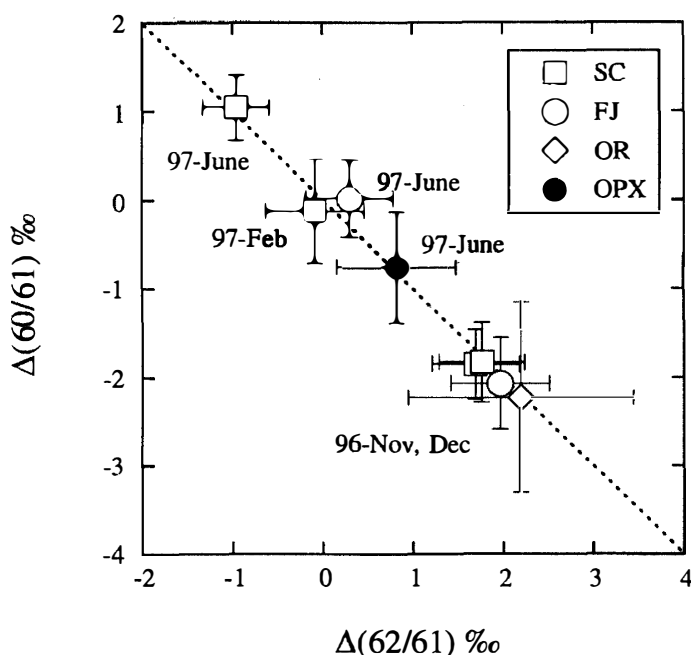 2
1
0
-1
-2
-3
-4
Δ(60/61) ‰
SC
FJ
OR
OPX
97-June
97-June
97-Feb
97-June
96-Nov, Dec
-2
-1
0
1
2
3
4
Δ(62/61) ‰